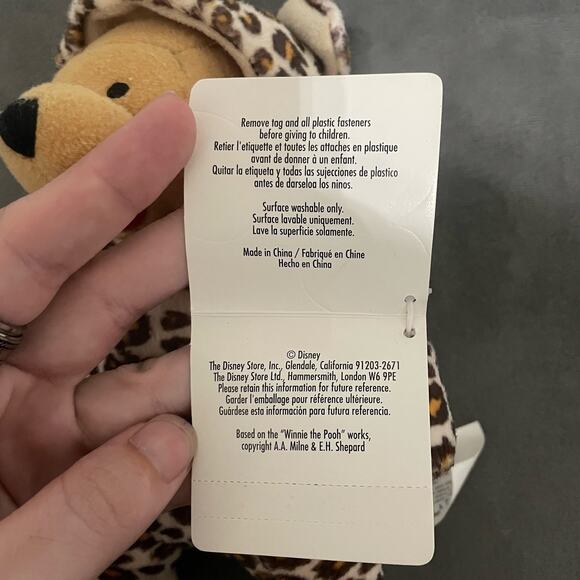 Remove tag and all plastic fasteners
before giving to children.
Retier l'etiquette et toutes les attaches en plastique
avant de donner à un enfant.
Quitar la etiqueta y todas las sujecciones de plastico
antes de darseloa los ninos.
Surface washable only.
Surface lavable uniquement.
Lave la superficie solamente.
Made in China / Fabriqué en Chine
Hecho en China
© Disney
The Disney Store, Inc., Glendale, California 91203-2671
The Disney Store Ltd., Hammersmith, London W6 9PE
Please retain this information for future reference.
Garder l'emballage pour référence ultérieure.
Guárdese esta información para futura referencia.
Based on the "Winnie the Pooh" works,
copyright A.A. Milne & E.H. Shepard